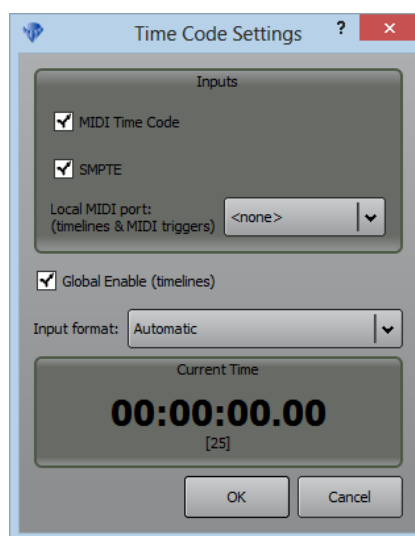 Time Code Settings ? ×
Inputs
MIDI Time Code
SMPTE
Local MIDI port:
(timelines & MIDI triggers) <none>
Global Enable (timelines)
Input format: Automatic
Current Time
00:00:00.00
[25]
OK Cancel